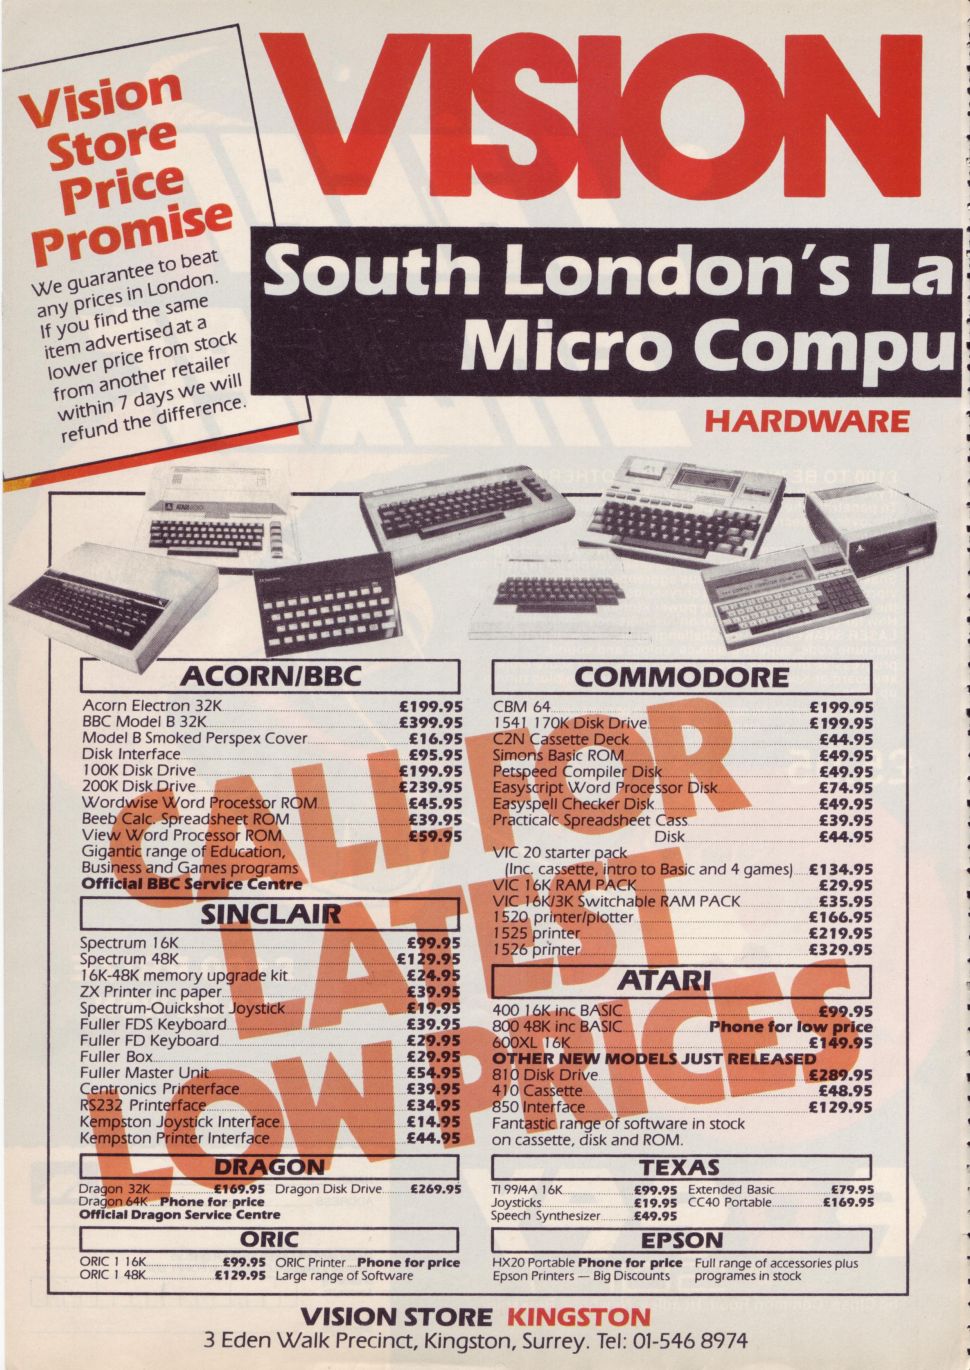 Vision
Store
Price
Promise
We guarantee to beat
any prices in London.
If you find the same
item advertised at a
lower price from stock
from another retailer
within 7 days we will
refund the difference.
VISION
South London's La
Micro Compu
HARDWARE
ACORN/BBC
Acorn Electron 32K £199.95
BBC Model B 32K £399.95
Model B Smoked Perspex Cover £16.95
Disk Interface £95.95
100K Disk Drive £199.95
200K Disk Drive £239.95
Wordwise Word Processor ROM £45.95
Beeb Calc. Spreadsheet ROM £39.95
View Word Processor ROM £59.95
Gigantic range of Education,
Business and Games programs
Official BBC Service Centre
SINCLAIR
Spectrum 16K £99.95
Spectrum 48K £129.95
16K-48K memory upgrade kit £24.95
ZX Printer inc paper £39.95
Spectrum-Quickshot Joystick £19.95
Fuller FDS Keyboard £39.95
Fuller FD Keyboard £29.95
Fuller Box £29.95
Fuller Master Unit £54.95
Centronics Printerface £39.95
RS232 Printerface £34.95
Kempston Joystick Interface £14.95
Kempston Printer Interface £44.95
DRAGON
Dragon 32K £169.95 Dragon Disk Drive £269.95
Dragon 64K Phone for price
Official Dragon Service Centre
ORIC
ORIC 1 16K £99.95 ORIC Printer Phone for price
ORIC 1 48K £129.95 Large range of Software
COMMODORE
CBM 64 £199.95
1541 170K Disk Drive £199.95
C2N Cassette Deck £44.95
Simons Basic ROM £49.95
Petspeed Compiler Disk £49.95
Easyscript Word Processor Disk £74.95
Easyspell Checker Disk £49.95
Practicalc Spreadsheet Cass £39.95
Disk £44.95
VIC 20 starter pack
(Inc. cassette, intro to Basic and 4 games) £134.95
VIC 16K RAM PACK £29.95
VIC 16K/3K Switchable RAM PACK £35.95
1520 printer/plotter £166.95
1525 printer £219.95
1526 printer £329.95
ATARI
400 16K inc BASIC £99.95
800 48K inc BASIC Phone for low price
600XL 16K £149.95
OTHER NEW MODELS JUST RELEASED
810 Disk Drive £289.95
410 Cassette £48.95
850 Interface £129.95
Fantastic range of software in stock
on cassette, disk and ROM.
TEXAS
TI 99/4A 16K £99.95 Extended Basic £79.95
Joysticks £19.95 CC40 Portable £169.95
Speech Synthesizer £49.95
EPSON
HX20 Portable Phone for price Full range of accessories plus
Epson Printers — Big Discounts programes in stock
CALL FOR
LATEST
LOW PRICES
VISION STORE KINGSTON
3 Eden Walk Precinct, Kingston, Surrey. Tel: 01-546 8974